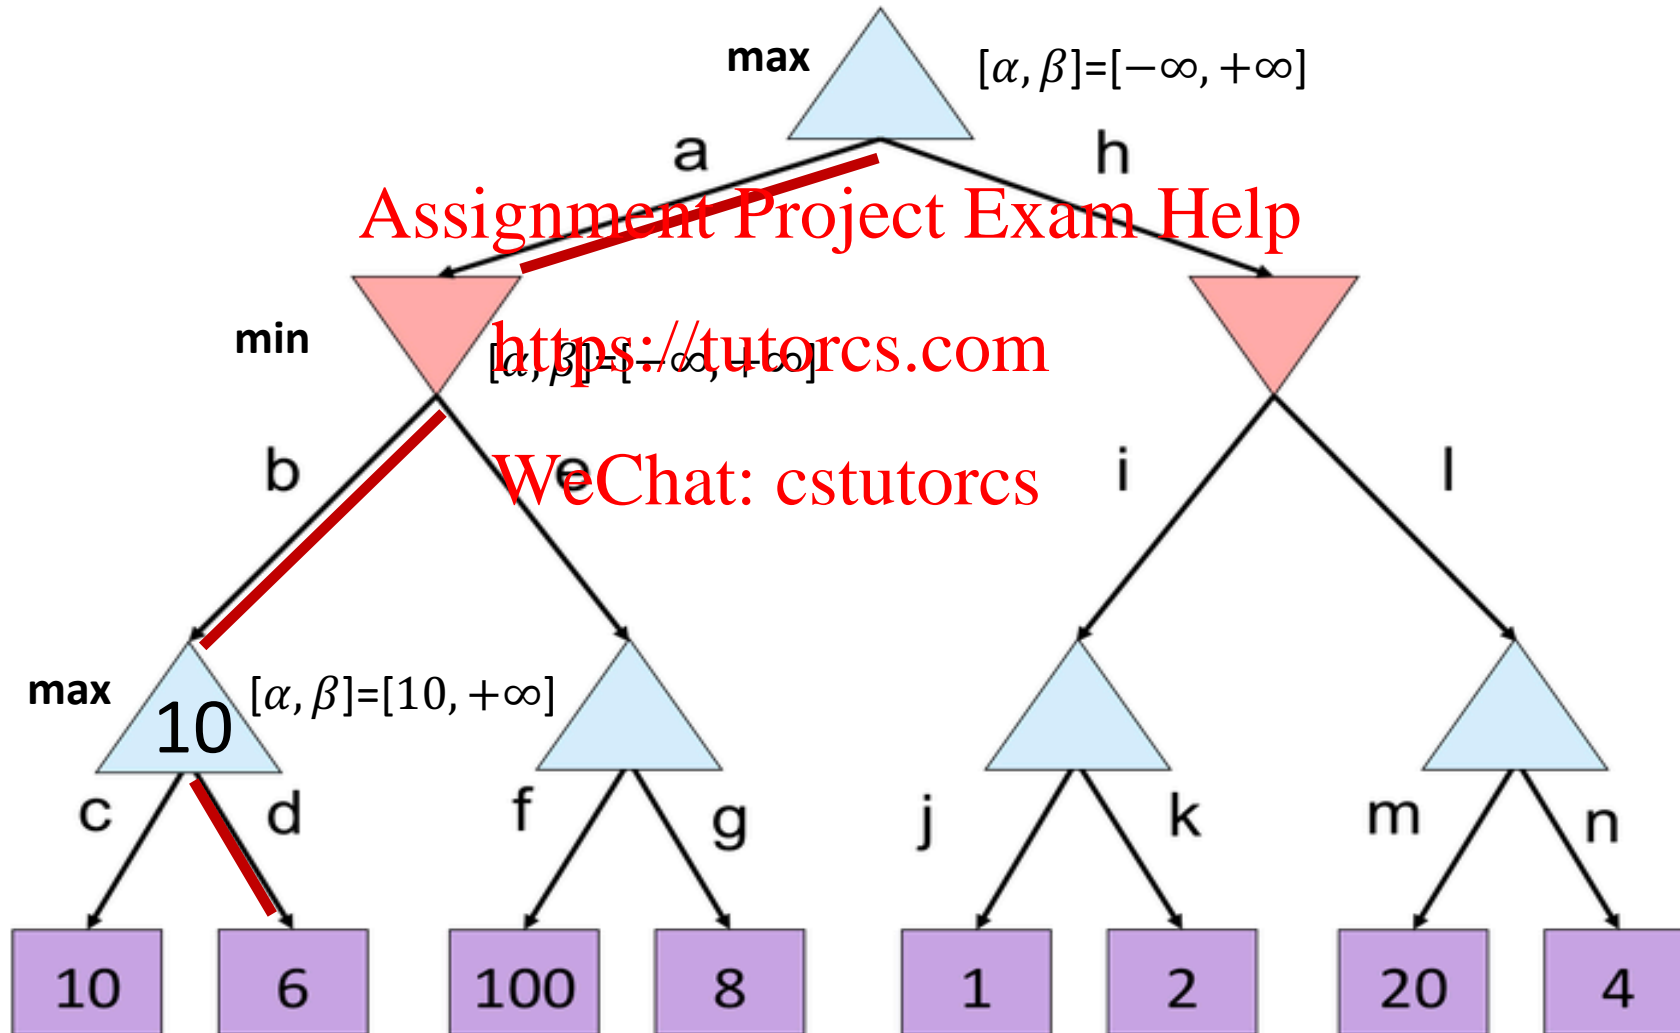 max
[α, β]=[−∞, +∞]
a
h
Assignment Project Exam Help
min
[α, β]=[−∞, +∞]
https://tutorcs.com
b
e
WeChat: cstutorcs
i
l
max
10
[α, β]=[10, +∞]
c
d
f
g
j
k
m
n
10
6
100
8
1
2
20
4